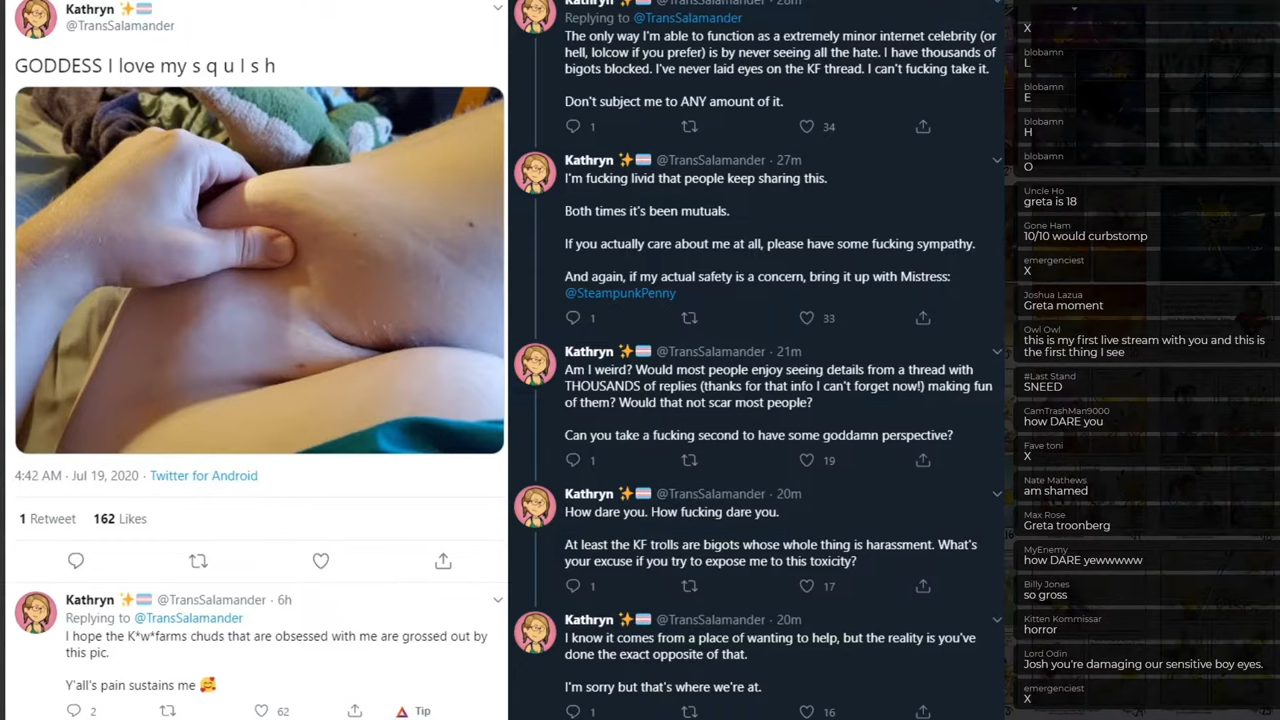 Kathryn
@TransSalamander
GODDESS I love my s q u I s h
4:42 AM · Jul 19, 2020 · Twitter for Android
1 Retweet 162 Likes
Kathryn @TransSalamander · 6h
Replying to @TransSalamander
I hope the K*w*farms chuds that are obsessed with me are grossed out by
this pic.
Y'all's pain sustains me
2 62 Tip
Replying to @TransSalamander
The only way I'm able to function as a extremely minor internet celebrity (or
hell, lolcow if you prefer) is by never seeing all the hate. I have thousands of
bigots blocked. I've never laid eyes on the KF thread. I can't fucking take it.
Don't subject me to ANY amount of it.
1 34
Kathryn @TransSalamander · 27m
I'm fucking livid that people keep sharing this.
Both times it's been mutuals.
If you actually care about me at all, please have some fucking sympathy.
And again, if my actual safety is a concern, bring it up with Mistress:
@SteampunkPenny
1 33
Kathryn @TransSalamander · 21m
Am I weird? Would most people enjoy seeing details from a thread with
THOUSANDS of replies (thanks for that info I can't forget now!) making fun
of them? Would that not scar most people?
Can you take a fucking second to have some goddamn perspective?
1 19
Kathryn @TransSalamander · 20m
How dare you. How fucking dare you.
At least the KF trolls are bigots whose whole thing is harassment. What's
your excuse if you try to expose me to this toxicity?
1 17
Kathryn @TransSalamander · 20m
I know it comes from a place of wanting to help, but the reality is you've
done the exact opposite of that.
I'm sorry but that's where we're at.
1 16
X
blobamn
L
blobamn
E
blobamn
H
blobamn
O
Uncle Ho
greta is 18
Gone Ham
10/10 would curbstomp
emergenciest
X
Joshua Lazua
Greta moment
Owl Owl
this is my first live stream with you and this is
the first thing I see
#Last Stand
SNEED
CamTrashMan9000
how DARE you
Fave toni
X
Nate Mathews
am shamed
Max Rose
Greta troonberg
MyEnemy
how DARE yewwwww
Billy Jones
so gross
Kitten Kommissar
horror
Lord Odin
Josh you're damaging our sensitive boy eyes.
emergenciest
X